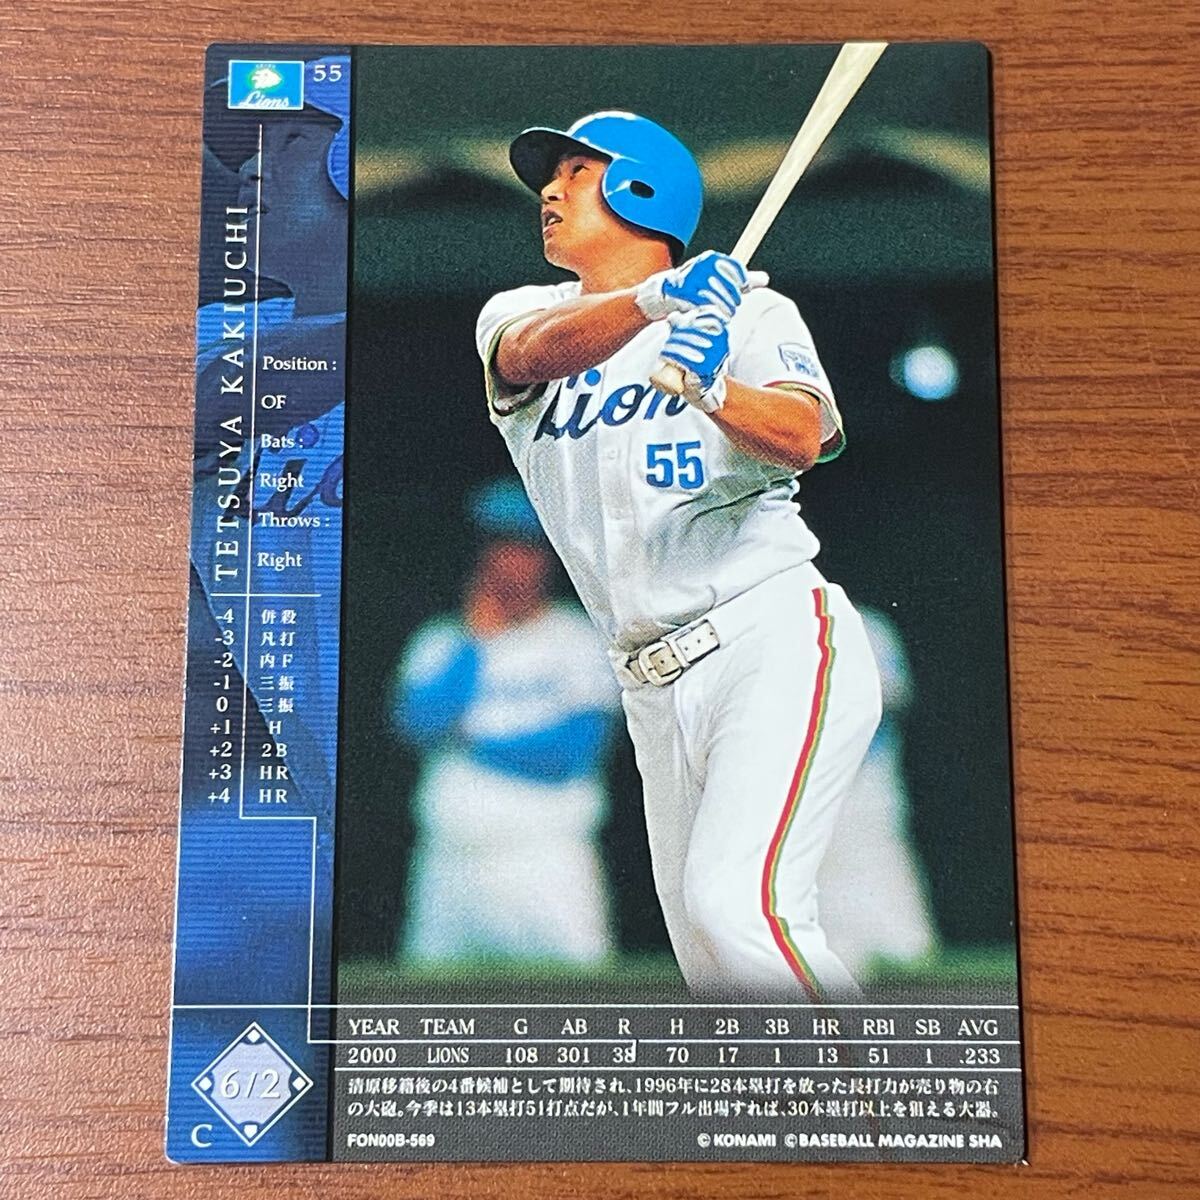 Lions
55
TETSUYA KAKIUCHI
Position :
OF
Bats :
Right
Throws :
Right
-4 併殺
-3 凡打
-2 内F
-1 三振
0 三振
+1 H
+2 2B
+3 HR
+4 HR
6/2
C
Lion
55
YEAR TEAM G AB R H 2B 3B HR RBI SB AVG
2000 LIONS 108 301 38 70 17 1 13 51 1 .233
清原移籍後の4番候補として期待され、1996年に28本塁打を放った長打力が売り物の右
の大砲。今季は13本塁打51打点だが、1年間フル出場すれば、30本塁打以上を狙える大器。
FON00B-569
© KONAMI © BASEBALL MAGAZINE SHA